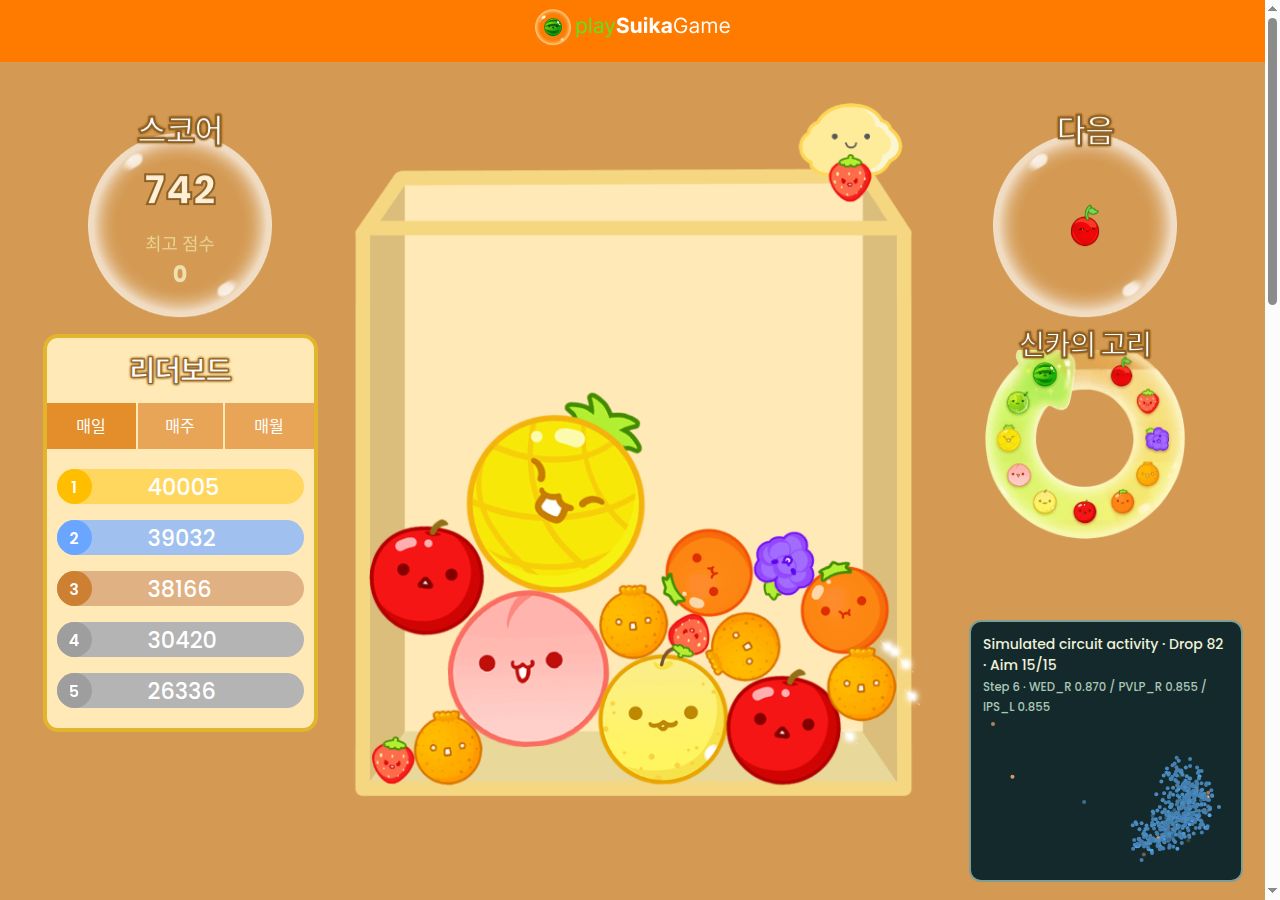 playSuikaGame
스코어
742
최고 점수
0
다음
신카의 고리
리더보드
매일 매주 매월
1 40005
2 39032
3 38166
4 30420
5 26336
Simulated circuit activity · Drop 82
· Aim 15/15
Step 6 · WED_R 0.870 / PVLP_R 0.855 /
IPS_L 0.855